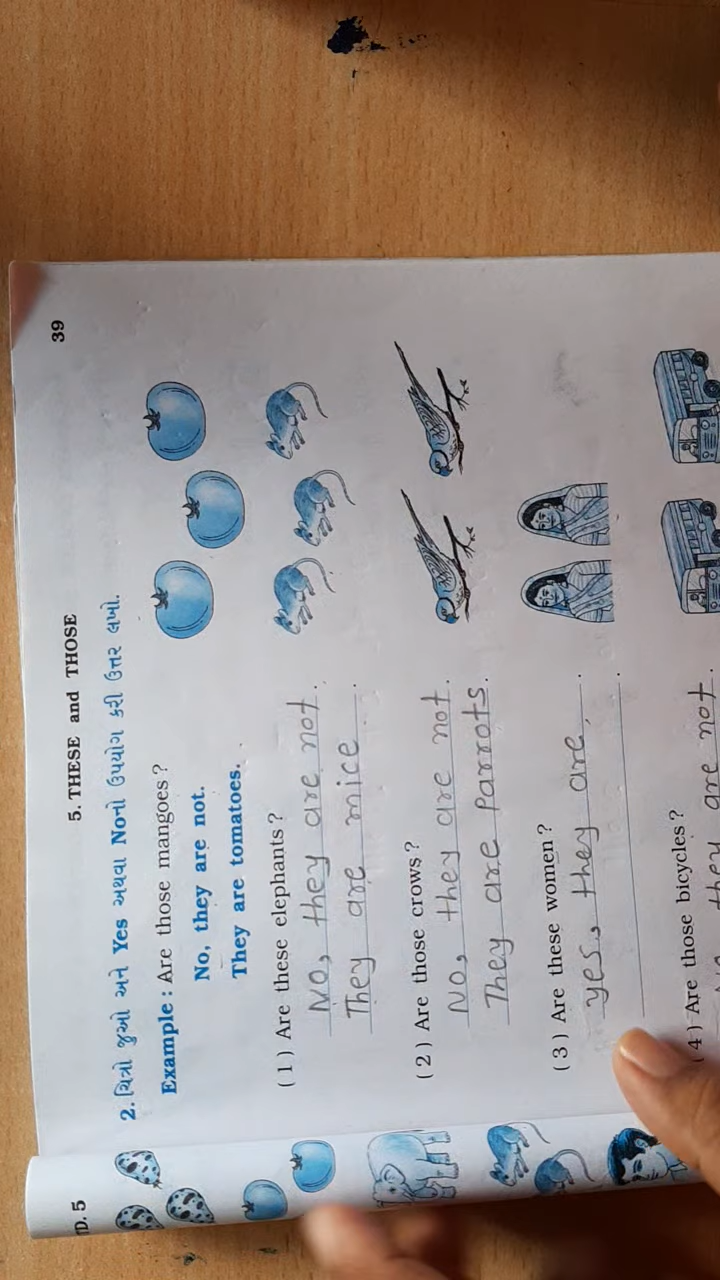 STD. 5
5. THESE and THOSE
39
2. ચિત્રો જુઓ અને Yes અથવા Noનો ઉપયોગ કરી ઉત્તર લખો.
Example : Are those mangoes?
No, they are not.
They are tomatoes.
(1) Are these elephants?
No, they are not.
They are mice.
(2) Are those crows?
No, they are not.
They are Parrots.
(3) Are these women?
yes, they are.
.
(4) Are those bicycles?
they are not.